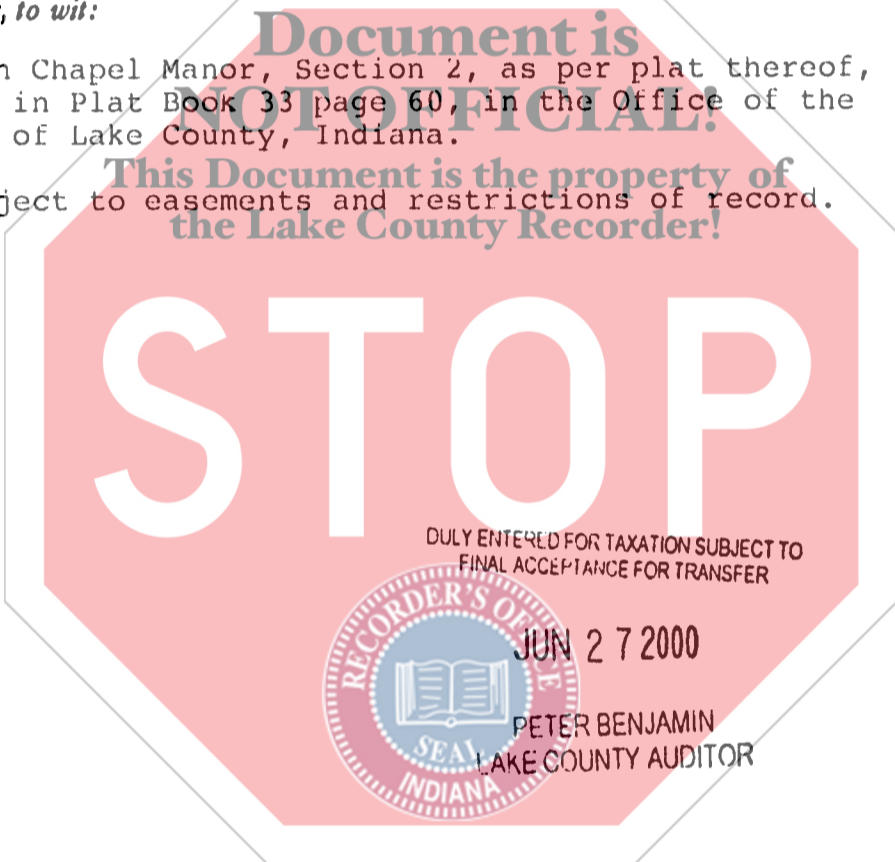 , to wit:
Document is
n Chapel Manor, Section 2, as per plat thereof,
in Plat Book 33 page 60, in the Office of the
NOT OFFICIAL!
of Lake County, Indiana.
This Document is the property of
ject to easements and restrictions of record.
the Lake County Recorder!
STOP
DULY ENTERED FOR TAXATION SUBJECT TO
FINAL ACCEPTANCE FOR TRANSFER
RECORDER'S OFFICE
JUN 27 2000
PETER BENJAMIN
SEAL
LAKE COUNTY AUDITOR
INDIANA